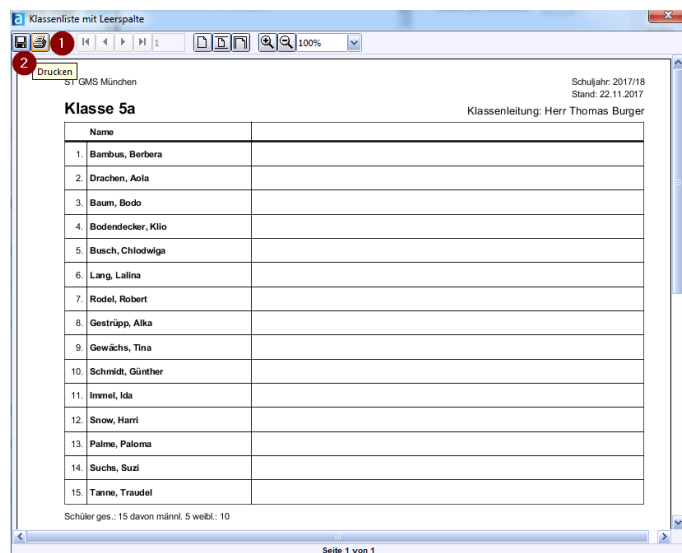 a Klassenliste mit Leerspalte
x
1
1
100%
2
Drucken
ST GMS München
Schuljahr: 2017/18
Stand: 22.11.2017
Klasse 5a
Klassenleitung: Herr Thomas Burger
Name
1. Bambus, Berbera
2. Drachen, Aola
3. Baum, Bodo
4. Bodendecker, Klio
5. Busch, Chlodwiga
6. Lang, Lalina
7. Rodel, Robert
8. Gestrüpp, Alka
9. Gewächs, Tina
10. Schmidt, Günther
11. Immel, Ida
12. Snow, Harri
13. Palme, Paloma
14. Suchs, Suzi
15. Tanne, Traudel
Schüler ges.: 15 davon männl. 5 weibl.: 10
Seite 1 von 1